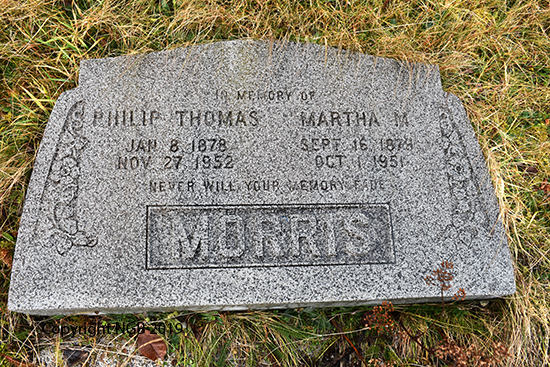 IN MEMORY OF
PHILIP THOMAS MARTHA M.
JAN 8, 1878 SEPT. 16,
NOV 27, 1952 OCT 1, 1951
NEVER WILL YOUR MEMORY FADE
MORRIS
Copyright NGB 2019